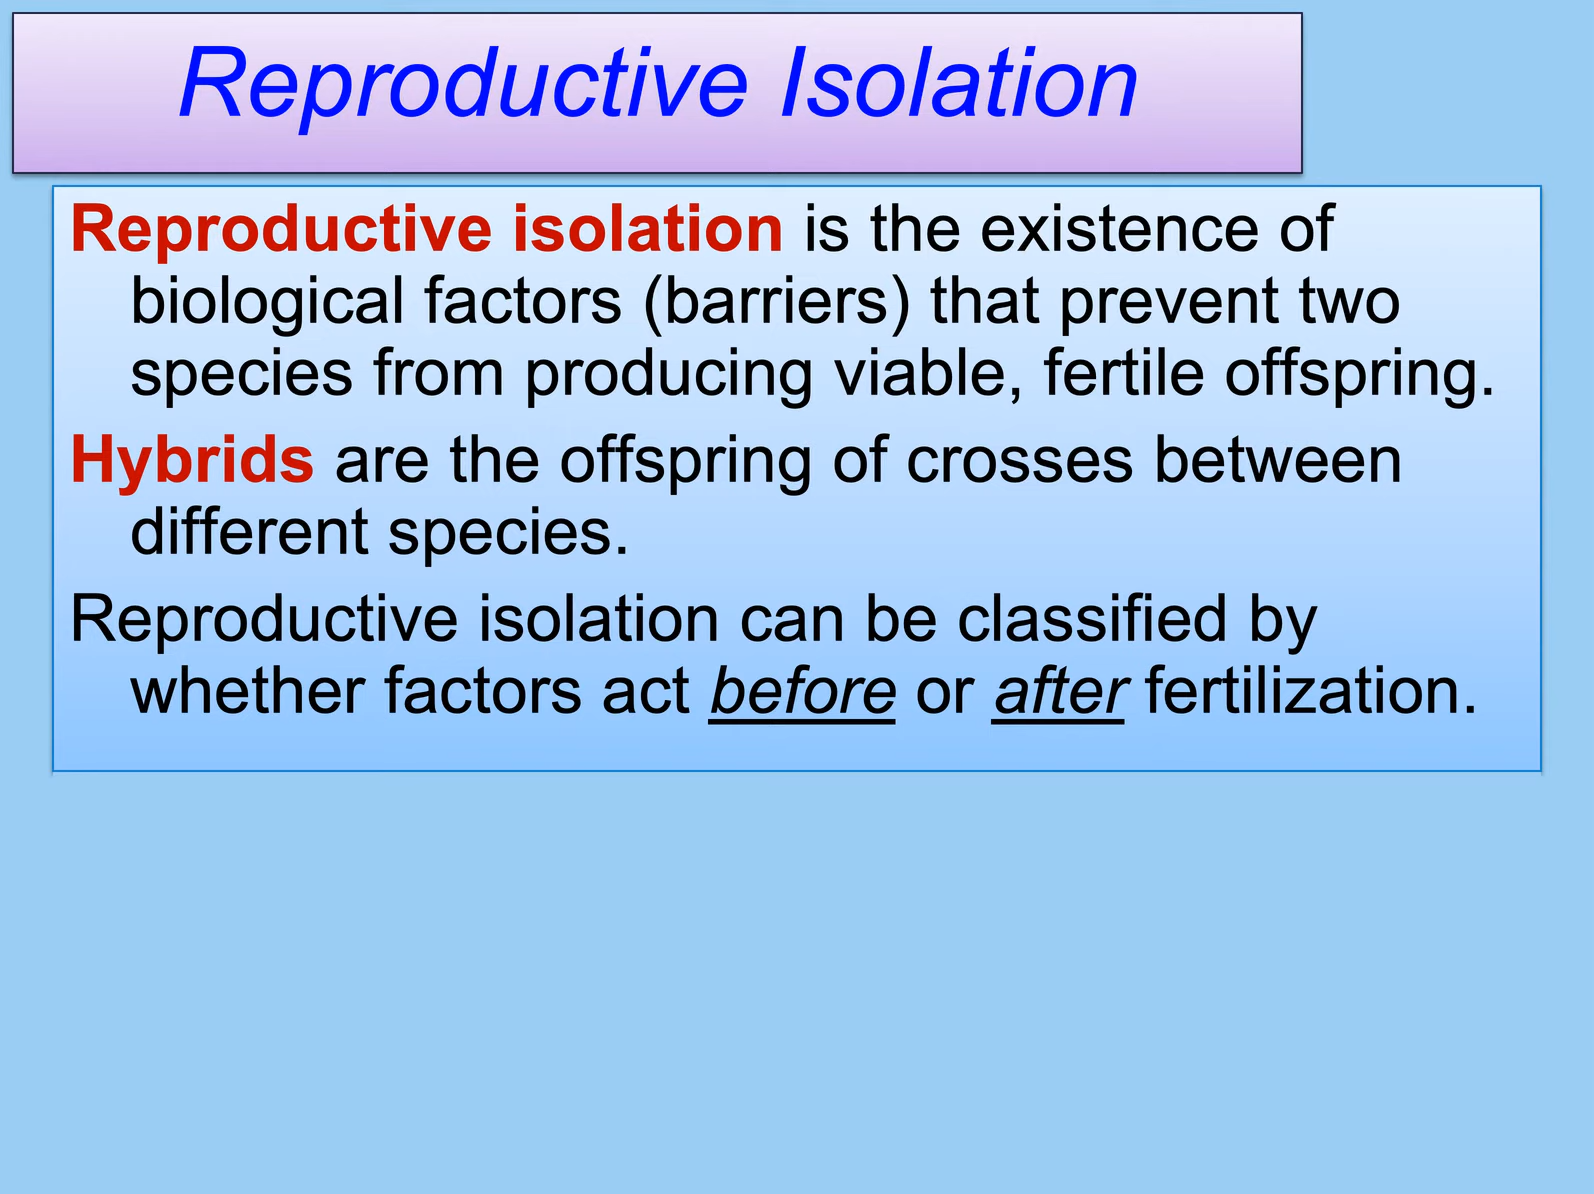 Reproductive Isolation
Reproductive isolation is the existence of
biological factors (barriers) that prevent two
species from producing viable, fertile offspring.
Hybrids are the offspring of crosses between
different species.
Reproductive isolation can be classified by
whether factors act before or after fertilization.